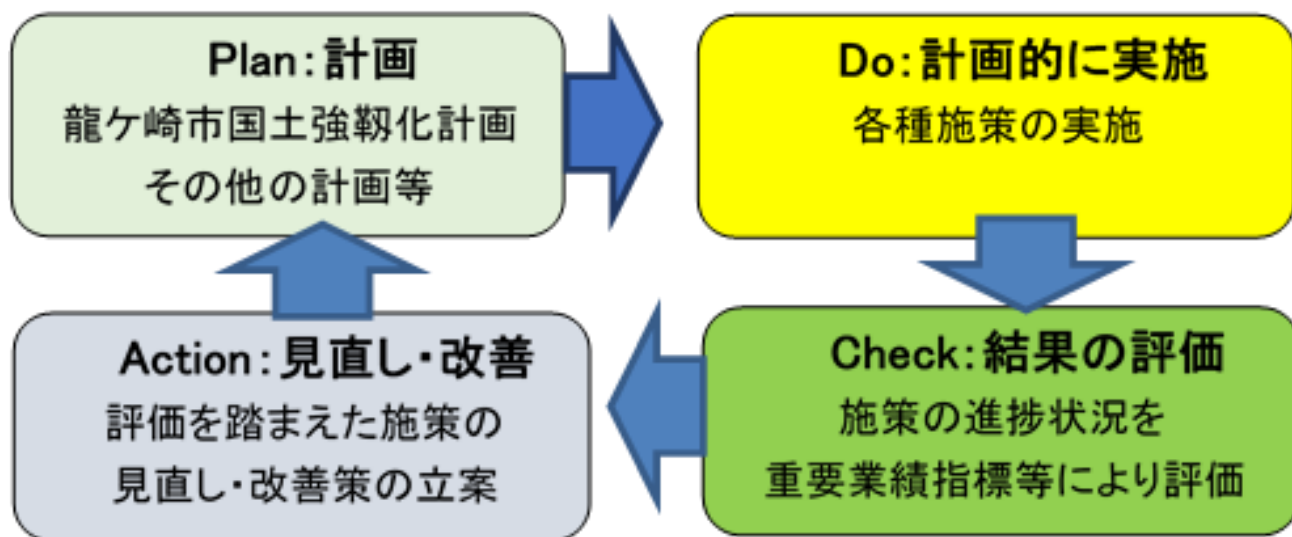 Plan：計画
龍ケ崎市国土強靱化計画
その他の計画等
Do：計画的に実施
各種施策の実施
Check：結果の評価
施策の進捗状況を
重要業績指標等により評価
Action：見直し・改善
評価を踏まえた施策の
見直し・改善策の立案